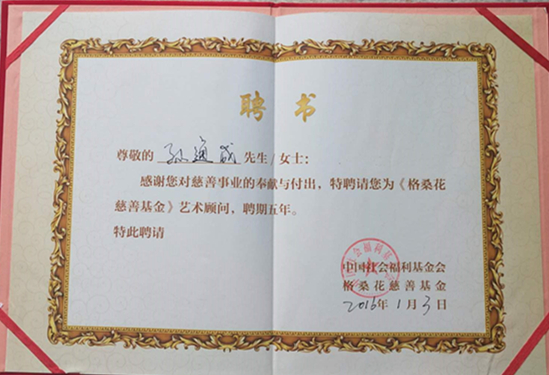 聘书
尊敬的 孙道威 先生/女士：
感谢您对慈善事业的奉献与付出，特聘请您为《格桑花
慈善基金》艺术顾问，聘期五年。
特此聘请
中国社会福利基金会
格桑花慈善基金
2016年1月3日